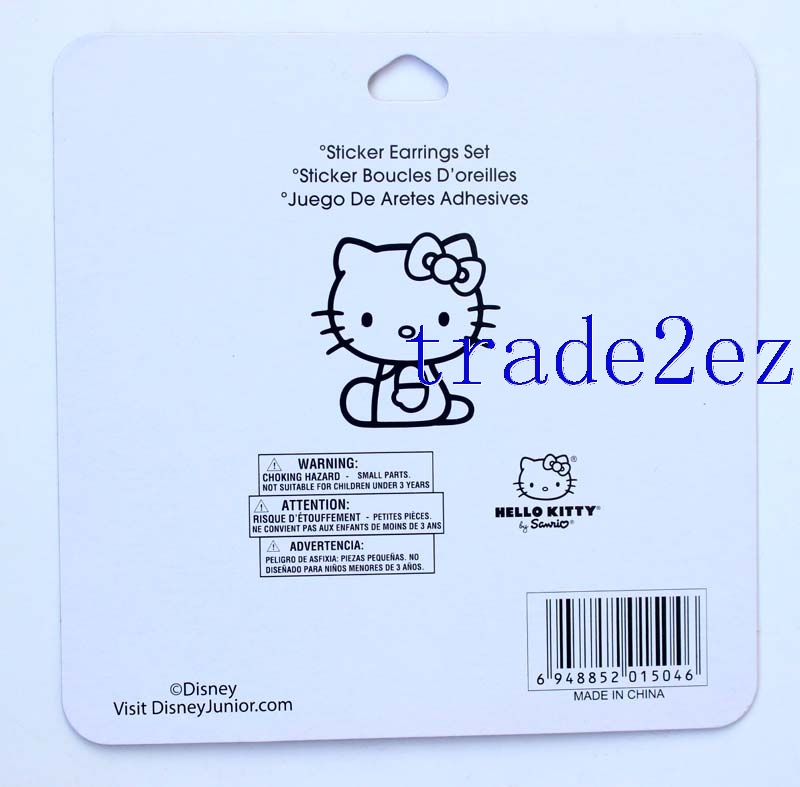 °Sticker Earrings Set
°Sticker Boucles D'oreilles
°Juego De Aretes Adhesives
trade2ez
WARNING:
CHOKING HAZARD - SMALL PARTS.
NOT SUITABLE FOR CHILDREN UNDER 3 YEARS
ATTENTION:
RISQUE D'ÉTOUFFEMENT - PETITES PIÈCES.
NE CONVIENT PAS AUX ENFANTS DE MOINS DE 3 ANS
ADVERTENCIA:
PELIGRO DE ASFIXIA: PIEZAS PEQUEÑAS. NO
DISEÑADO PARA NIÑOS MENORES DE 3 AÑOS.
®
HELLO KITTY®
by Sanrio®
6 948852 015046
MADE IN CHINA
©Disney
Visit DisneyJunior.com